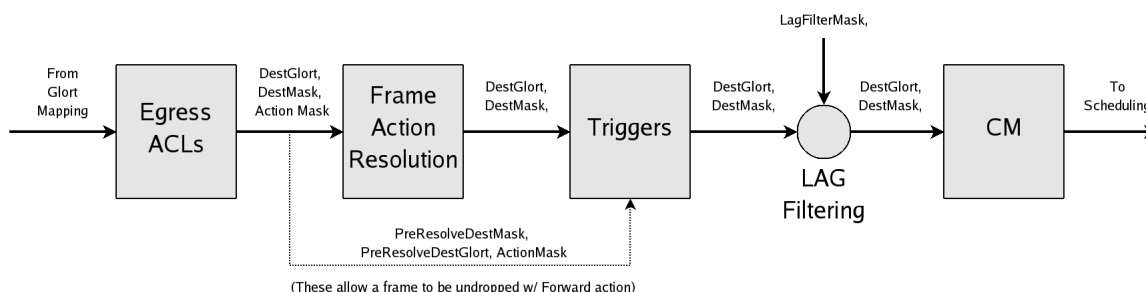 LagFilterMask,
From
Glort
Mapping
Egress
ACLs
DestGlort,
DestMask,
Action Mask
Frame
Action
Resolution
DestGlort,
DestMask,
Triggers
DestGlort,
DestMask,
LAG
Filtering
DestGlort,
DestMask,
CM
To
Scheduling
PreResolveDestMask,
PreResolveDestGlort, ActionMask
(These allow a frame to be undropped w/ Forward action)